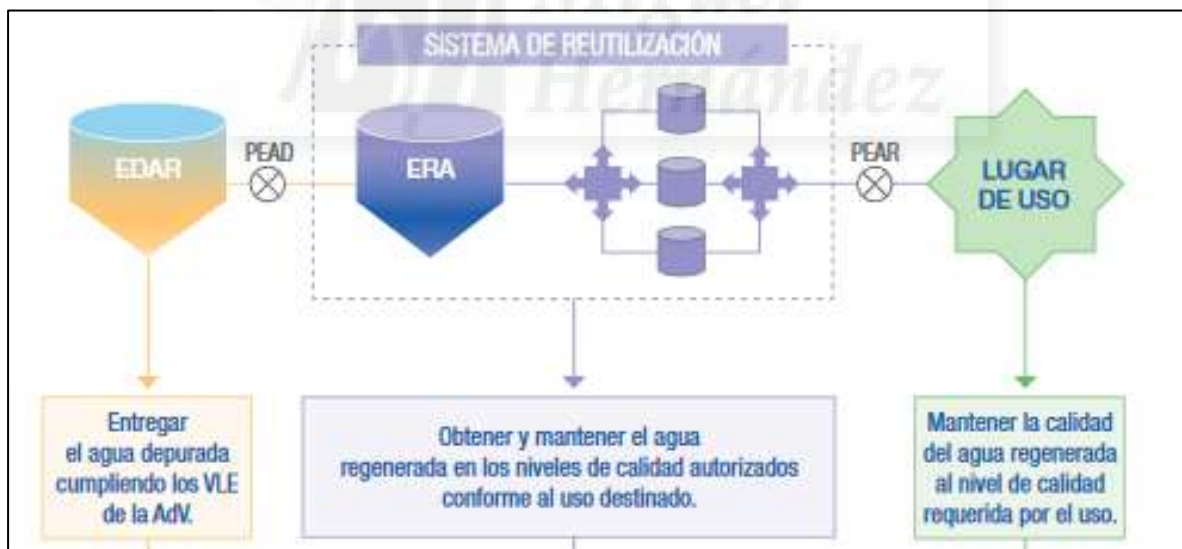 Miguel
Hernández
SISTEMA DE REUTILIZACIÓN
EDAR
PEAD
ERA
PEAR
LUGAR
DE USO
Entregar
el agua depurada
cumpliendo los VLE
de la AdV.
Obtener y mantener el agua
regenerada en los niveles de calidad autorizados
conforme al uso destinado.
Mantener la calidad
del agua regenerada
al nivel de calidad
requerida por el uso.